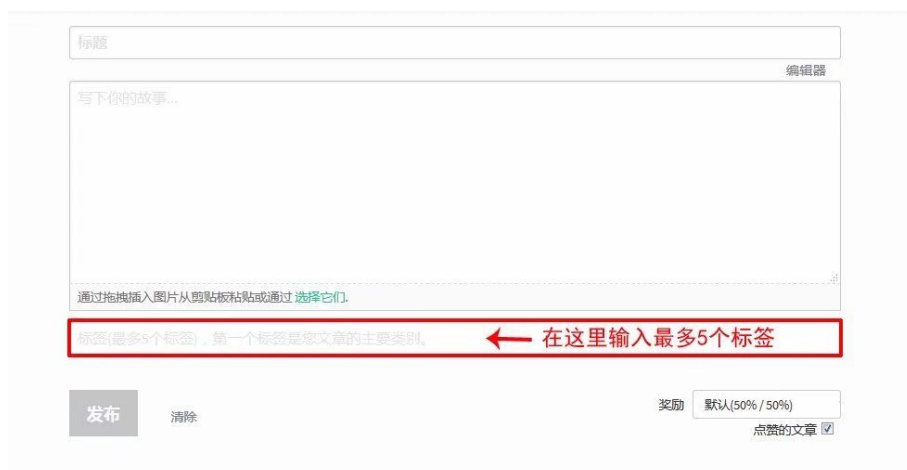 标题
编辑器
写下你的故事...
通过拖拽插入图片从剪贴板粘贴或通过 选择它们.
标签(最多5个标签)，第一个标签是您文章的主要类别。
在这里输入最多5个标签
发布
清除
奖励 默认(50% / 50%)
点赞的文章